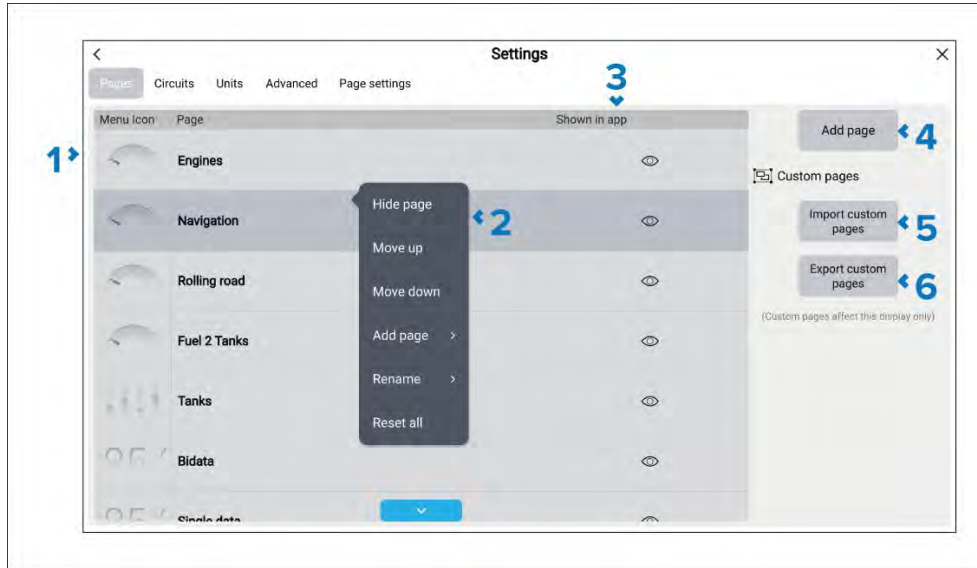 Settings
Pages Circuits Units Advanced Page settings
3
Menu Icon Page Shown in app
1
Engines
Navigation
Rolling road
Fuel 2 Tanks
Tanks
Bidata
Single data
Hide page
Move up
Move down
Add page
Rename
Reset all
2
Add page
4
Custom pages
Import custom
pages
5
Export custom
pages
6
(Custom pages affect this display only)